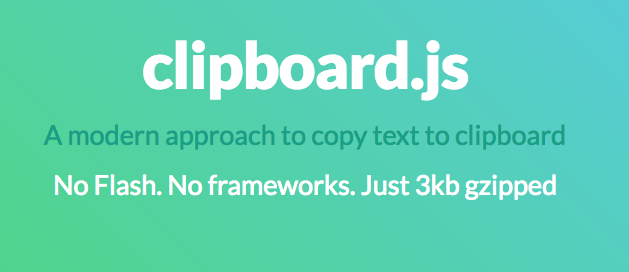 clipboard.js
A modern approach to copy text to clipboard
No Flash. No frameworks. Just 3kb gzipped